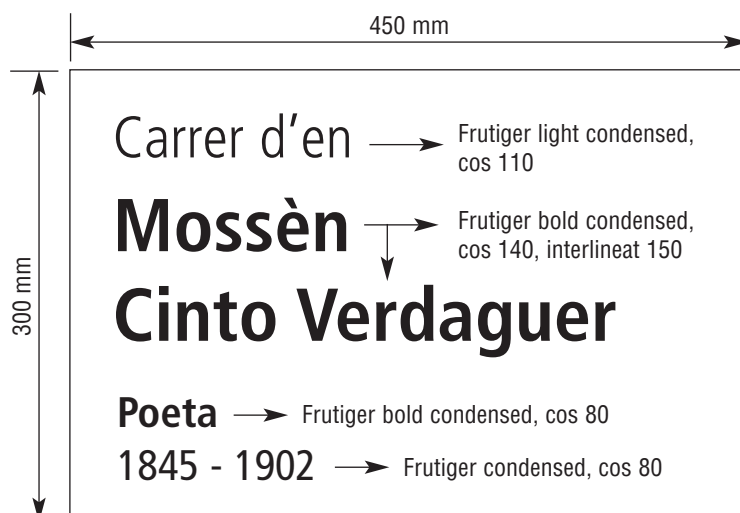 450 mm
300 mm
Carrer d’en
Frutiger light condensed,
cos 110
Mossèn
Frutiger bold condensed,
cos 140, interlineat 150
Cinto Verdaguer
Poeta
Frutiger bold condensed, cos 80
1845 - 1902
Frutiger condensed, cos 80